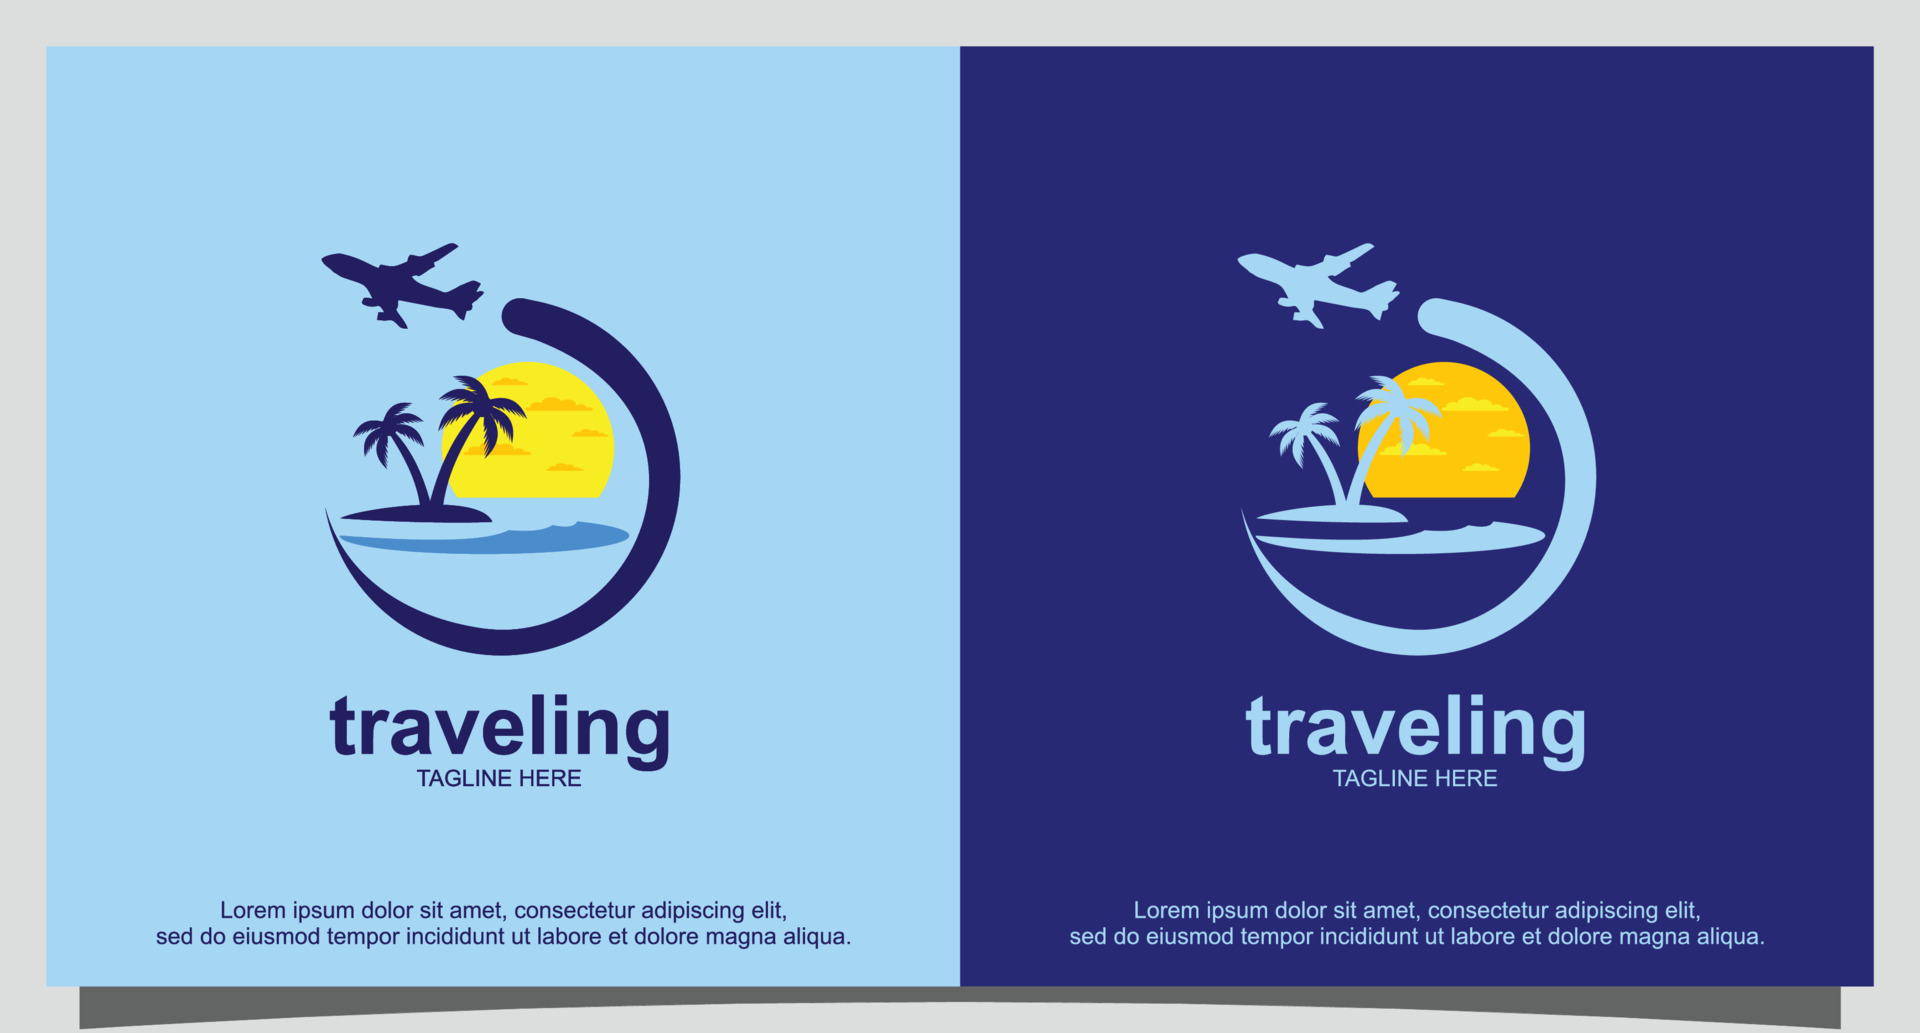 traveling
TAGLINE HERE
Lorem ipsum dolor sit amet, consectetur adipiscing elit,
sed do eiusmod tempor incididunt ut labore et dolore magna aliqua.
traveling
TAGLINE HERE
Lorem ipsum dolor sit amet, consectetur adipiscing elit,
sed do eiusmod tempor incididunt ut labore et dolore magna aliqua.